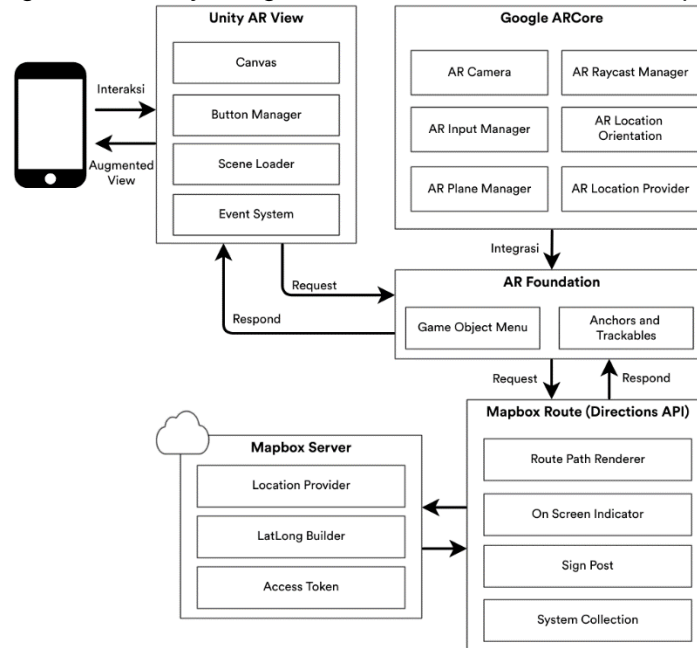 Unity AR View
Canvas
Button Manager
Scene Loader
Event System
Google ARCore
AR Camera
AR Raycast Manager
AR Input Manager
AR Location
Orientation
AR Plane Manager
AR Location Provider
Interaksi
Augmented
View
Integrasi
Request
Respond
AR Foundation
Game Object Menu
Anchors and
Trackables
Request
Respond
Mapbox Server
Location Provider
LatLong Builder
Access Token
Mapbox Route (Directions API)
Route Path Renderer
On Screen Indicator
Sign Post
System Collection